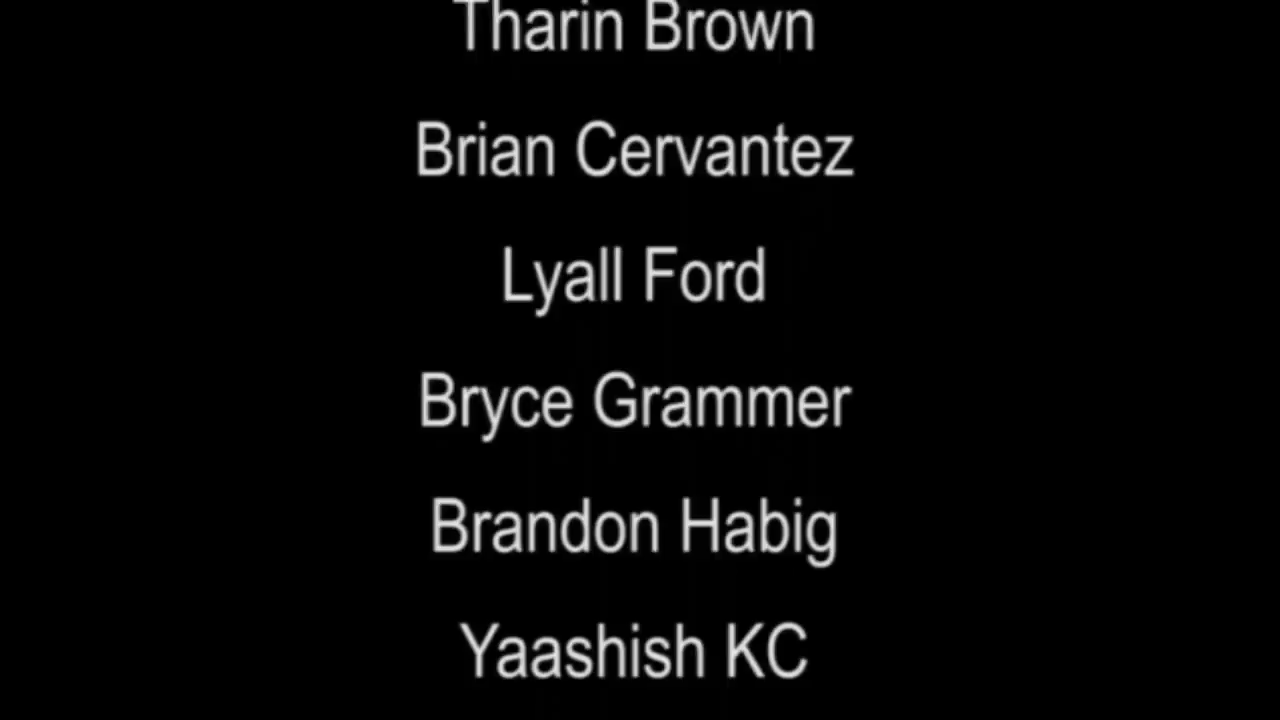 Tharin Brown
Brian Cervantez
Lyall Ford
Bryce Grammer
Brandon Habig
Yaashish KC